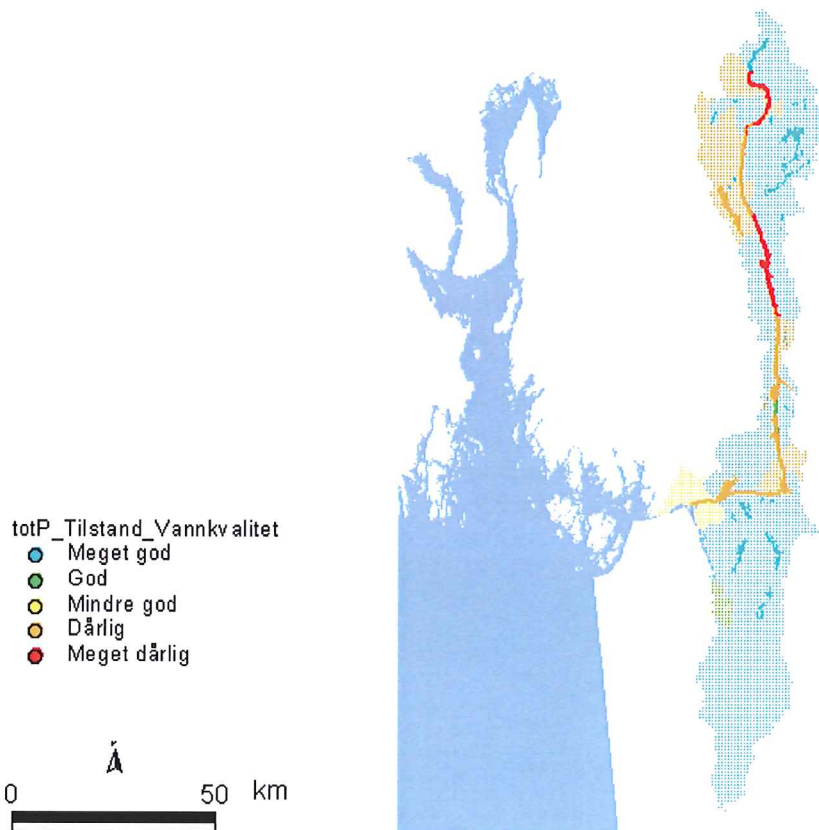 totP_Tilstand_Vannkvalitet
Meget god
God
Mindre god
Dårlig
Meget dårlig
0 50 km